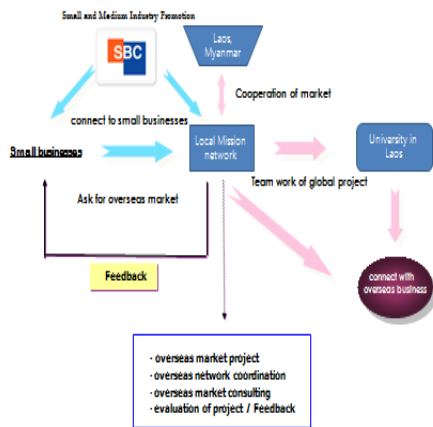 Small and Medium Industry Promotion
SBC
Laos,
Myanmar
Cooperation of market
connect to small businesses
Small businesses
Local Mission
network
University in
Laos
Team work of global project
Ask for overseas market
Feedback
connect with
overseas business
· overseas market project
· overseas network coordination
· overseas market consulting
· evaluation of project / Feedback